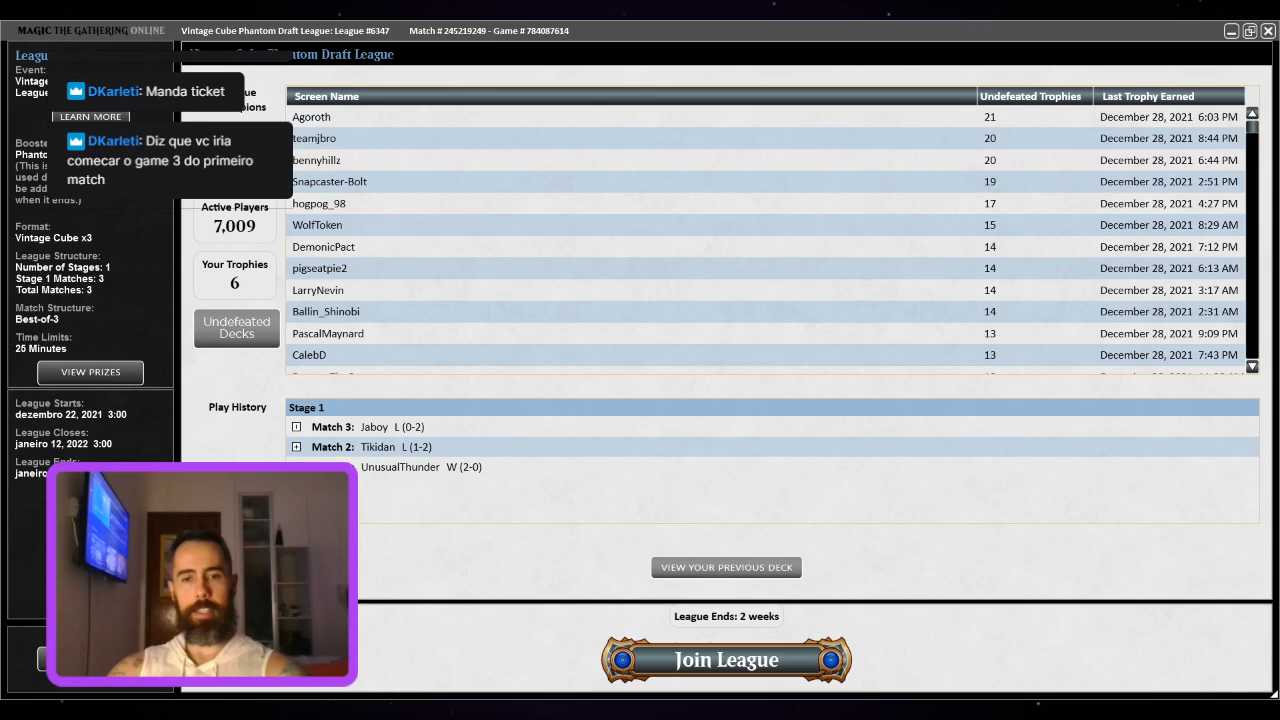 MAGIC THE GATHERING ONLINE
Vintage Cube Phantom Draft League: League #6347
Match # 245219249 - Game # 784087614
Leagu
tom Draft League
Event:
Vintag
League
DKarleti: Manda ticket
LEARN MORE
DKarleti: Diz que vc iria
comecar o game 3 do primeiro
match
Booste
Phanto
(This is
used d
be add
when it ends.)
Format:
Vintage Cube x3
League Structure:
Number of Stages: 1
Stage 1 Matches: 3
Total Matches: 3
Match Structure:
Best-of-3
Time Limits:
25 Minutes
VIEW PRIZES
League Starts:
dezembro 22, 2021 3:00
League Closes:
janeiro 12, 2022 3:00
League Ends:
janeiro
ue
pions
Active Players
7,009
Your Trophies
6
Undefeated
Decks
Screen Name Undefeated Trophies Last Trophy Earned
Agoroth 21 December 28, 2021 6:03 PM
teamjbro 20 December 28, 2021 8:44 PM
bennyhillz 20 December 28, 2021 6:44 PM
Snapcaster-Bolt 19 December 28, 2021 2:51 PM
hogpog_98 17 December 28, 2021 4:27 PM
WolfToken 15 December 28, 2021 8:29 AM
DemonicPact 14 December 28, 2021 7:12 PM
pigseatpie2 14 December 28, 2021 6:13 AM
LarryNevin 14 December 28, 2021 3:17 AM
Ballin_Shinobi 14 December 28, 2021 2:31 AM
PascalMaynard 13 December 28, 2021 9:09 PM
CalebD 13 December 28, 2021 7:43 PM
Play History
Stage 1
Match 3: Jaboy L (0-2)
Match 2: Tikidan L (1-2)
UnusualThunder W (2-0)
VIEW YOUR PREVIOUS DECK
League Ends: 2 weeks
Join League